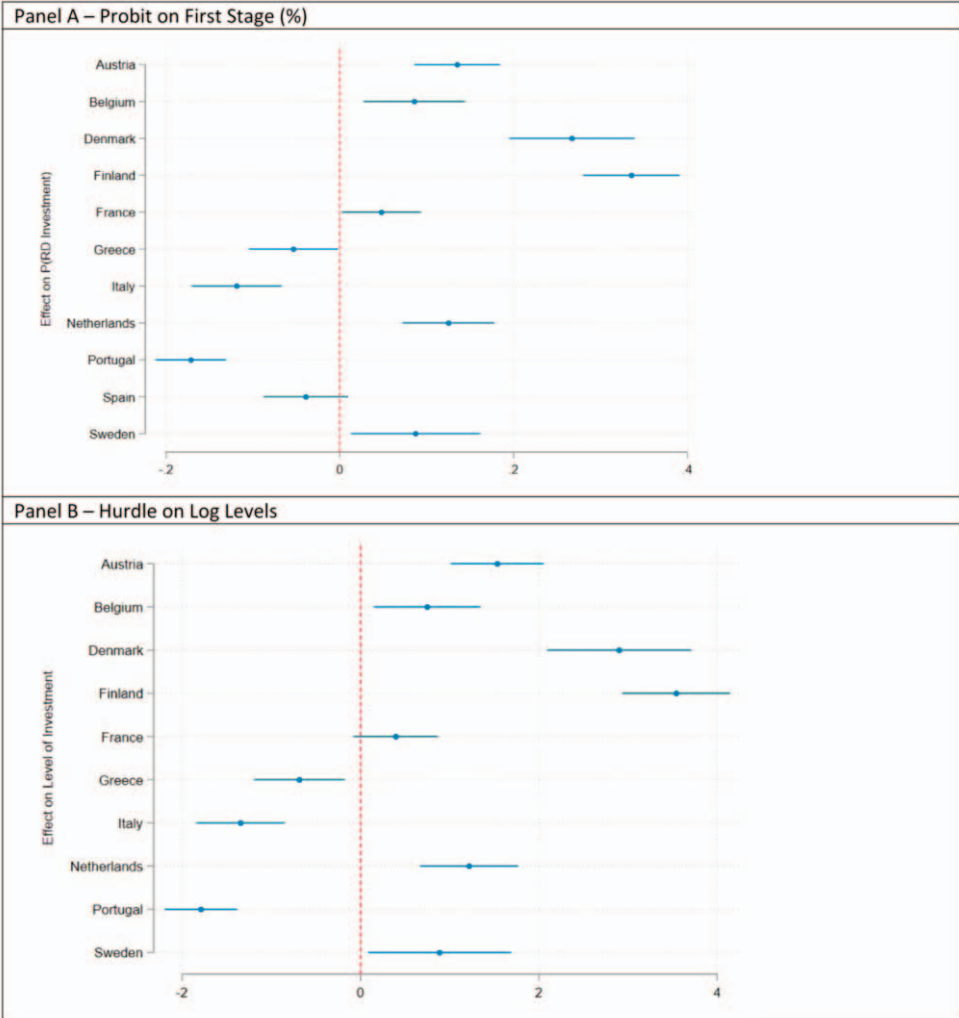 Panel A – Probit on First Stage (%)
Effect on P(RD Investment)
Austria
Belgium
Denmark
Finland
France
Greece
Italy
Netherlands
Portugal
Spain
Sweden
-.2 0 .2 .4
Panel B – Hurdle on Log Levels
Effect on Level of Investment
Austria
Belgium
Denmark
Finland
France
Greece
Italy
Netherlands
Portugal
Sweden
-2 0 2 4